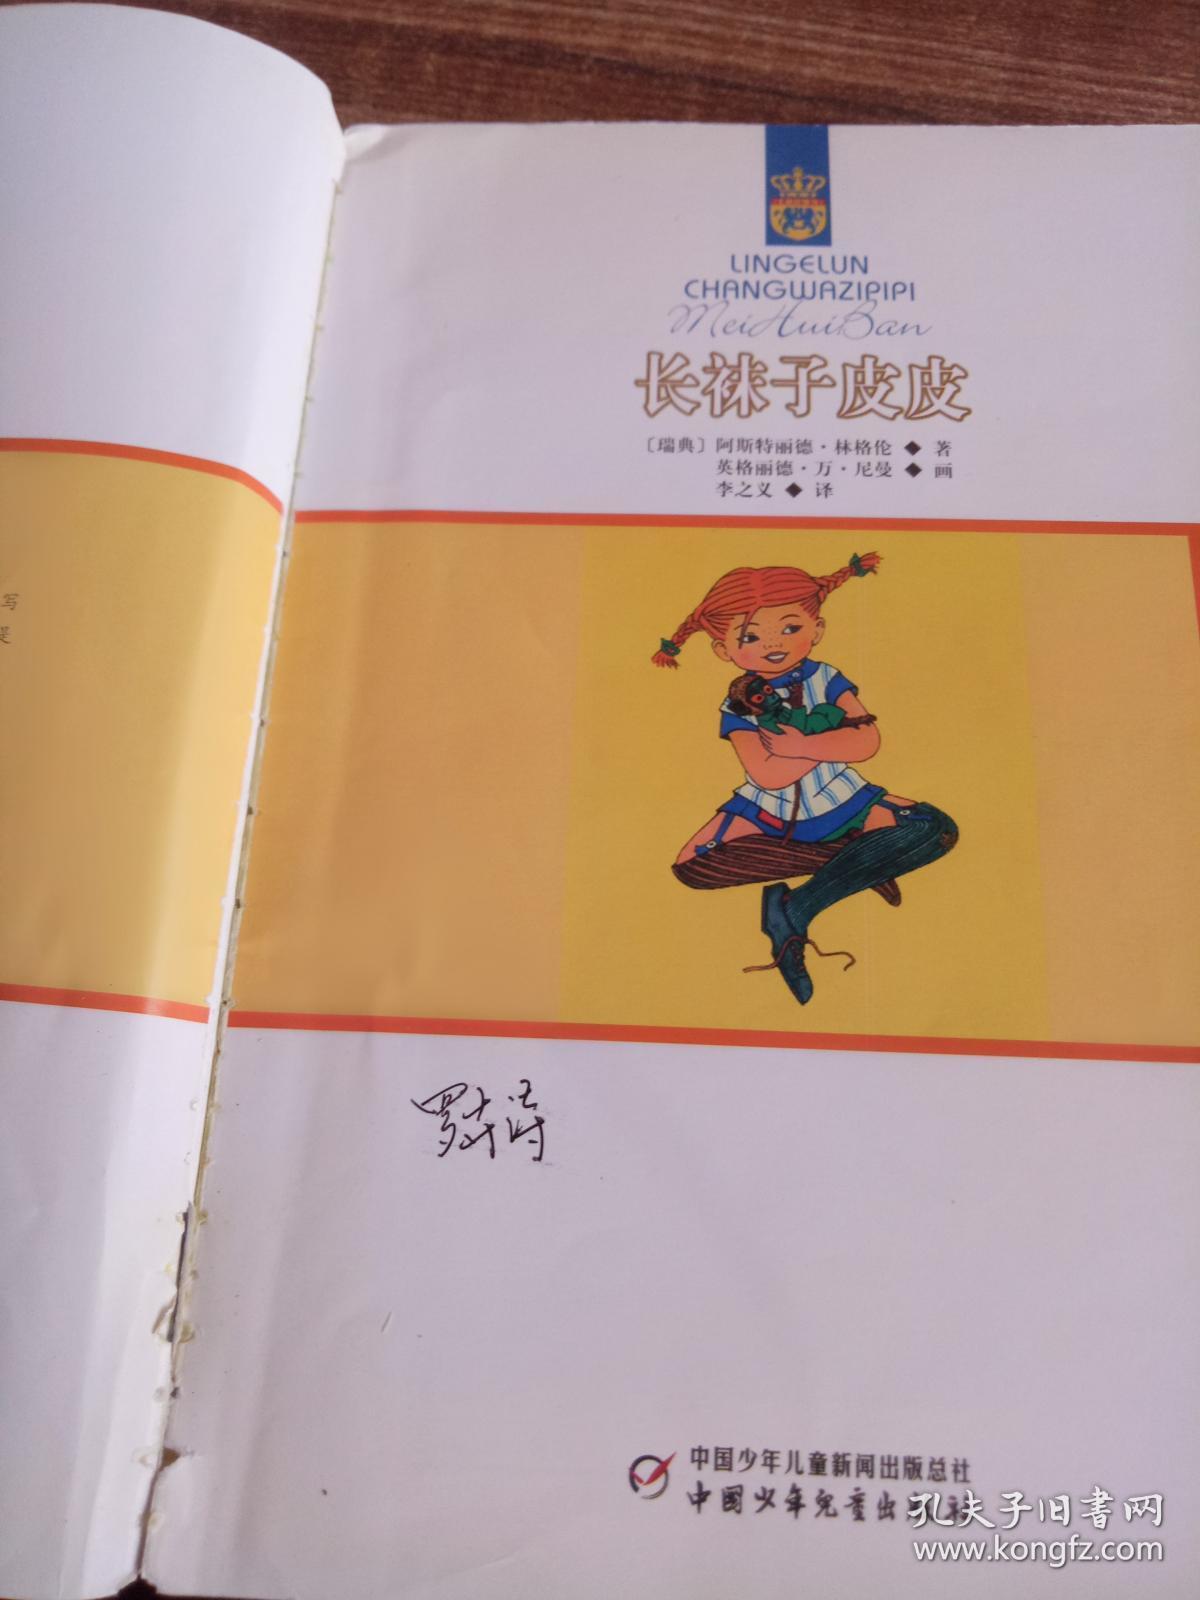 LINGELUN
CHANGWAZIPIPI
MeiHuiBan
长袜子皮皮
〔瑞典〕阿斯特丽德·林格伦 ◆ 著
英格丽德·万·尼曼 ◆ 画
李之义 ◆ 译
写
是
中国少年儿童新闻出版总社
中国少年儿童出版社
孔夫子旧书网
www.kongfz.com